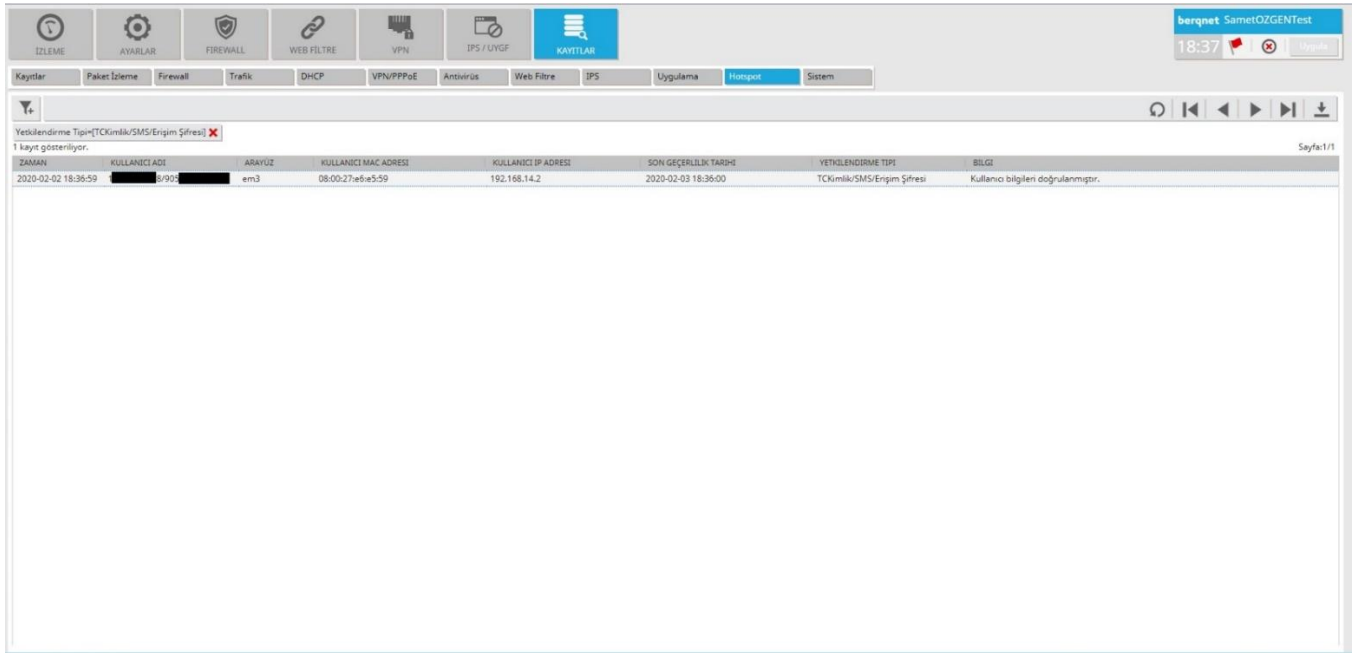 İZLEME AYARLAR FIREWALL WEB FİLTRE VPN IPS / UYGF KAYITLAR
berqnet SametOZGENTest
18:37 Uygula
Kayıtlar Paket İzleme Firewall Trafik DHCP VPN/PPPoE Antivirüs Web Filtre IPS Uygulama Hotspot Sistem
Yetkilendirme Tipi=[TCKimlik/SMS/Erişim Şifresi]
1 kayıt gösteriliyor. Sayfa:1/1
ZAMAN KULLANICI ADI ARAYÜZ KULLANICI MAC ADRESI KULLANICI IP ADRESI SON GEÇERLILIK TARIHI YETKILENDIRME TIPI BILGI
2020-02-02 18:36:59 1 8/905 em3 08:00:27:e6:e5:59 192.168.14.2 2020-02-03 18:36:00 TCKimlik/SMS/Erişim Şifresi Kullanıcı bilgileri doğrulanmıştır.